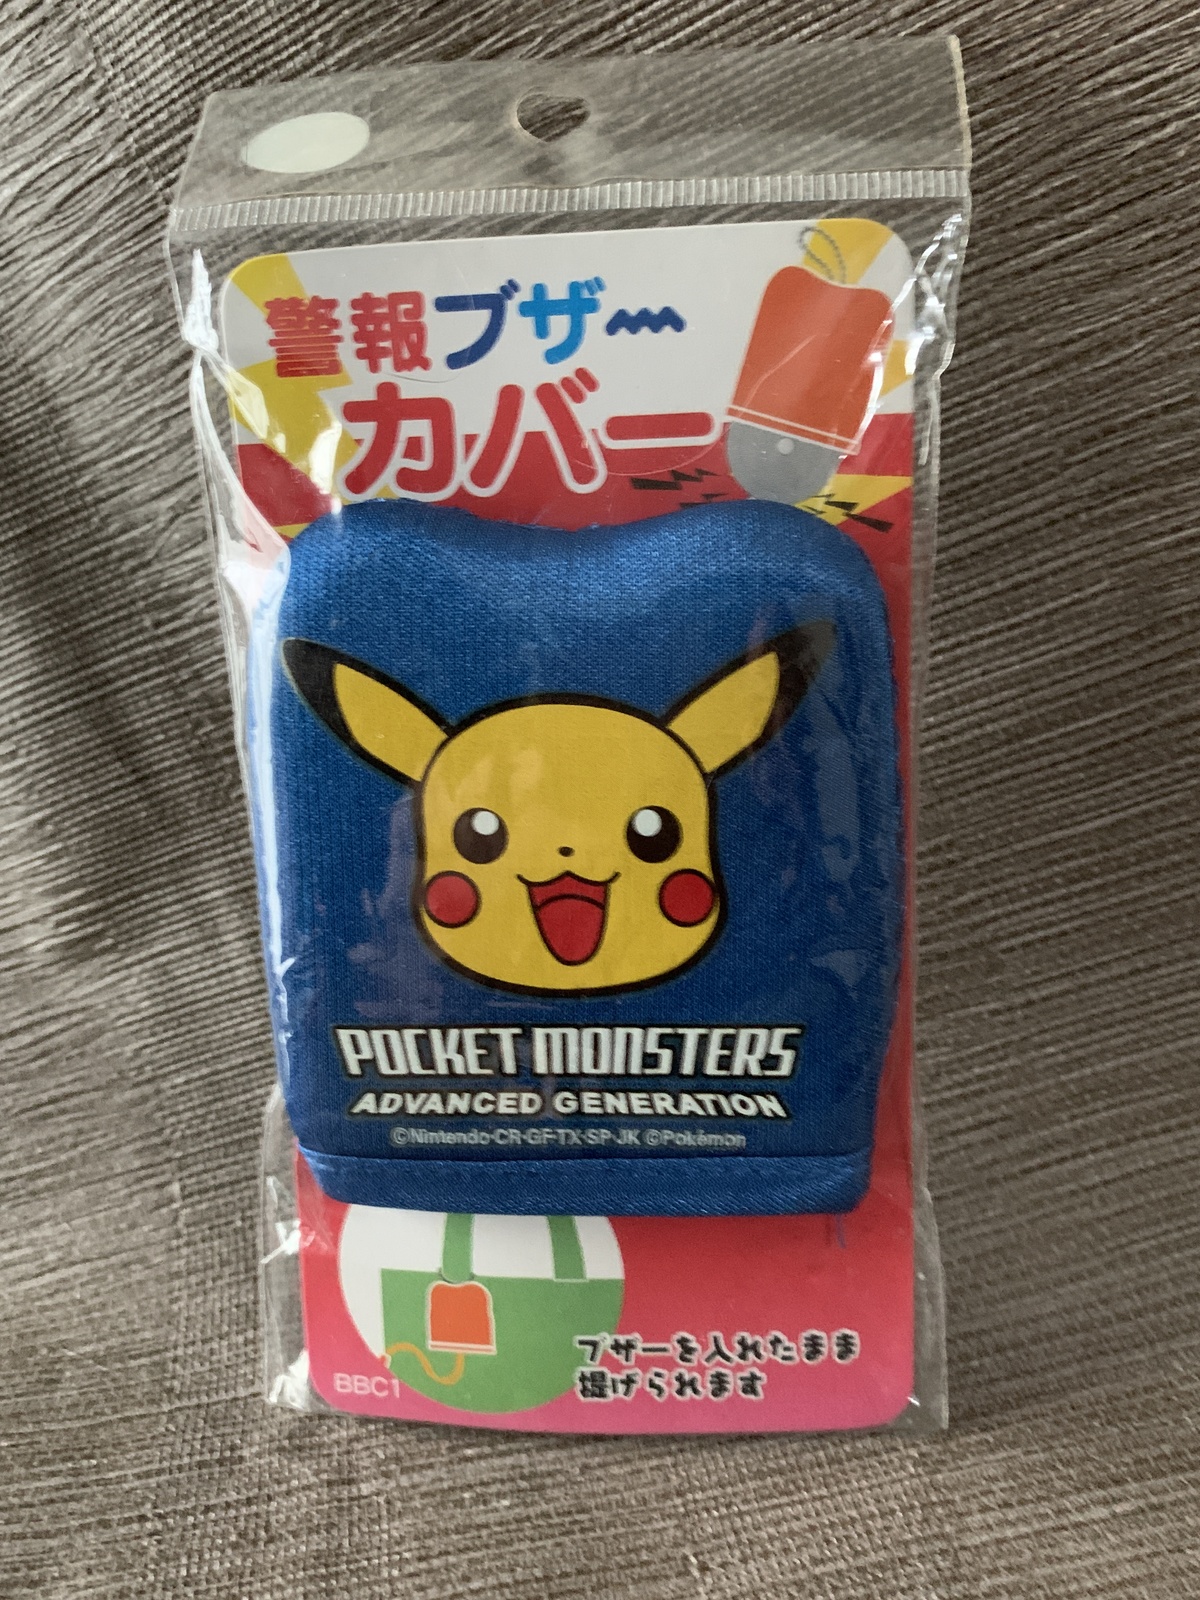 警報ブザー
カバー
POCKET MONSTERS
ADVANCED GENERATION
©Nintendo·CR·GF·TX·SP·JK ©Pokémon
ブザーを入れたまま
提げられます
BBC1